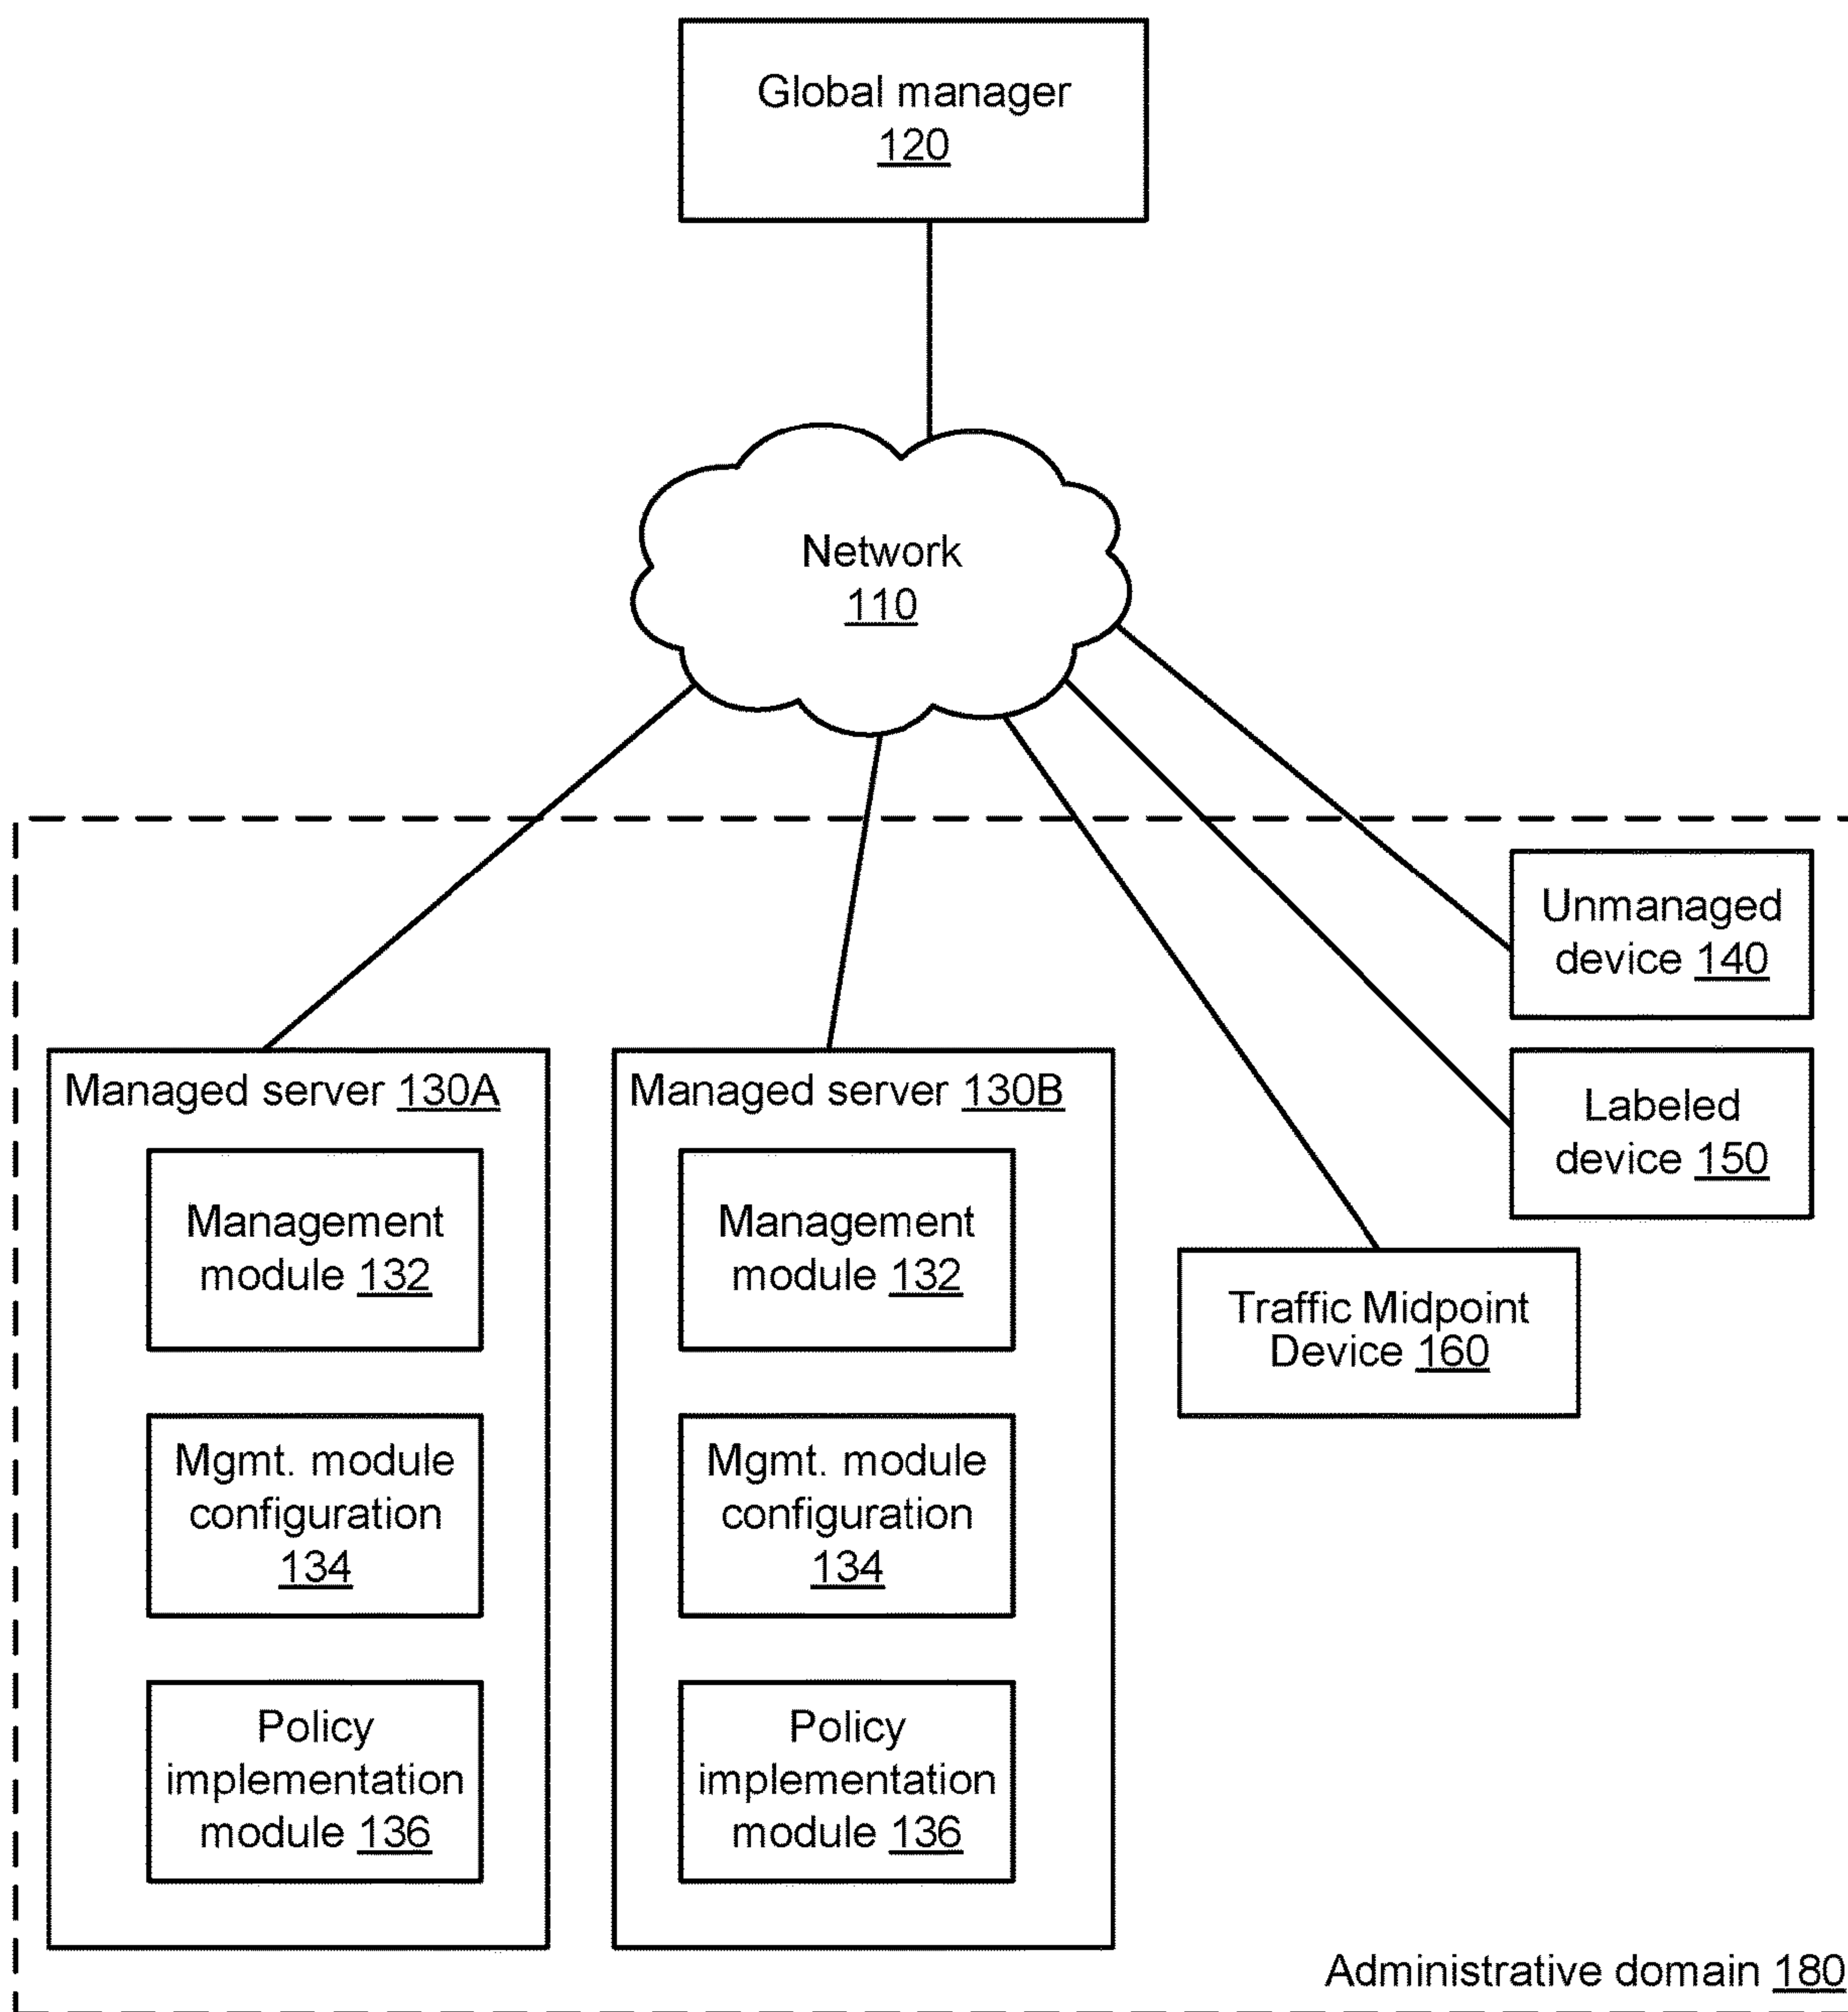 Global manager
120
Network
110
Unmanaged
device 140
Labeled
device 150
Traffic Midpoint
Device 160
Managed server 130A
Management
module 132
Mgmt. module
configuration
134
Policy
implementation
module 136
Managed server 130B
Management
module 132
Mgmt. module
configuration
134
Policy
implementation
module 136
Administrative domain 180